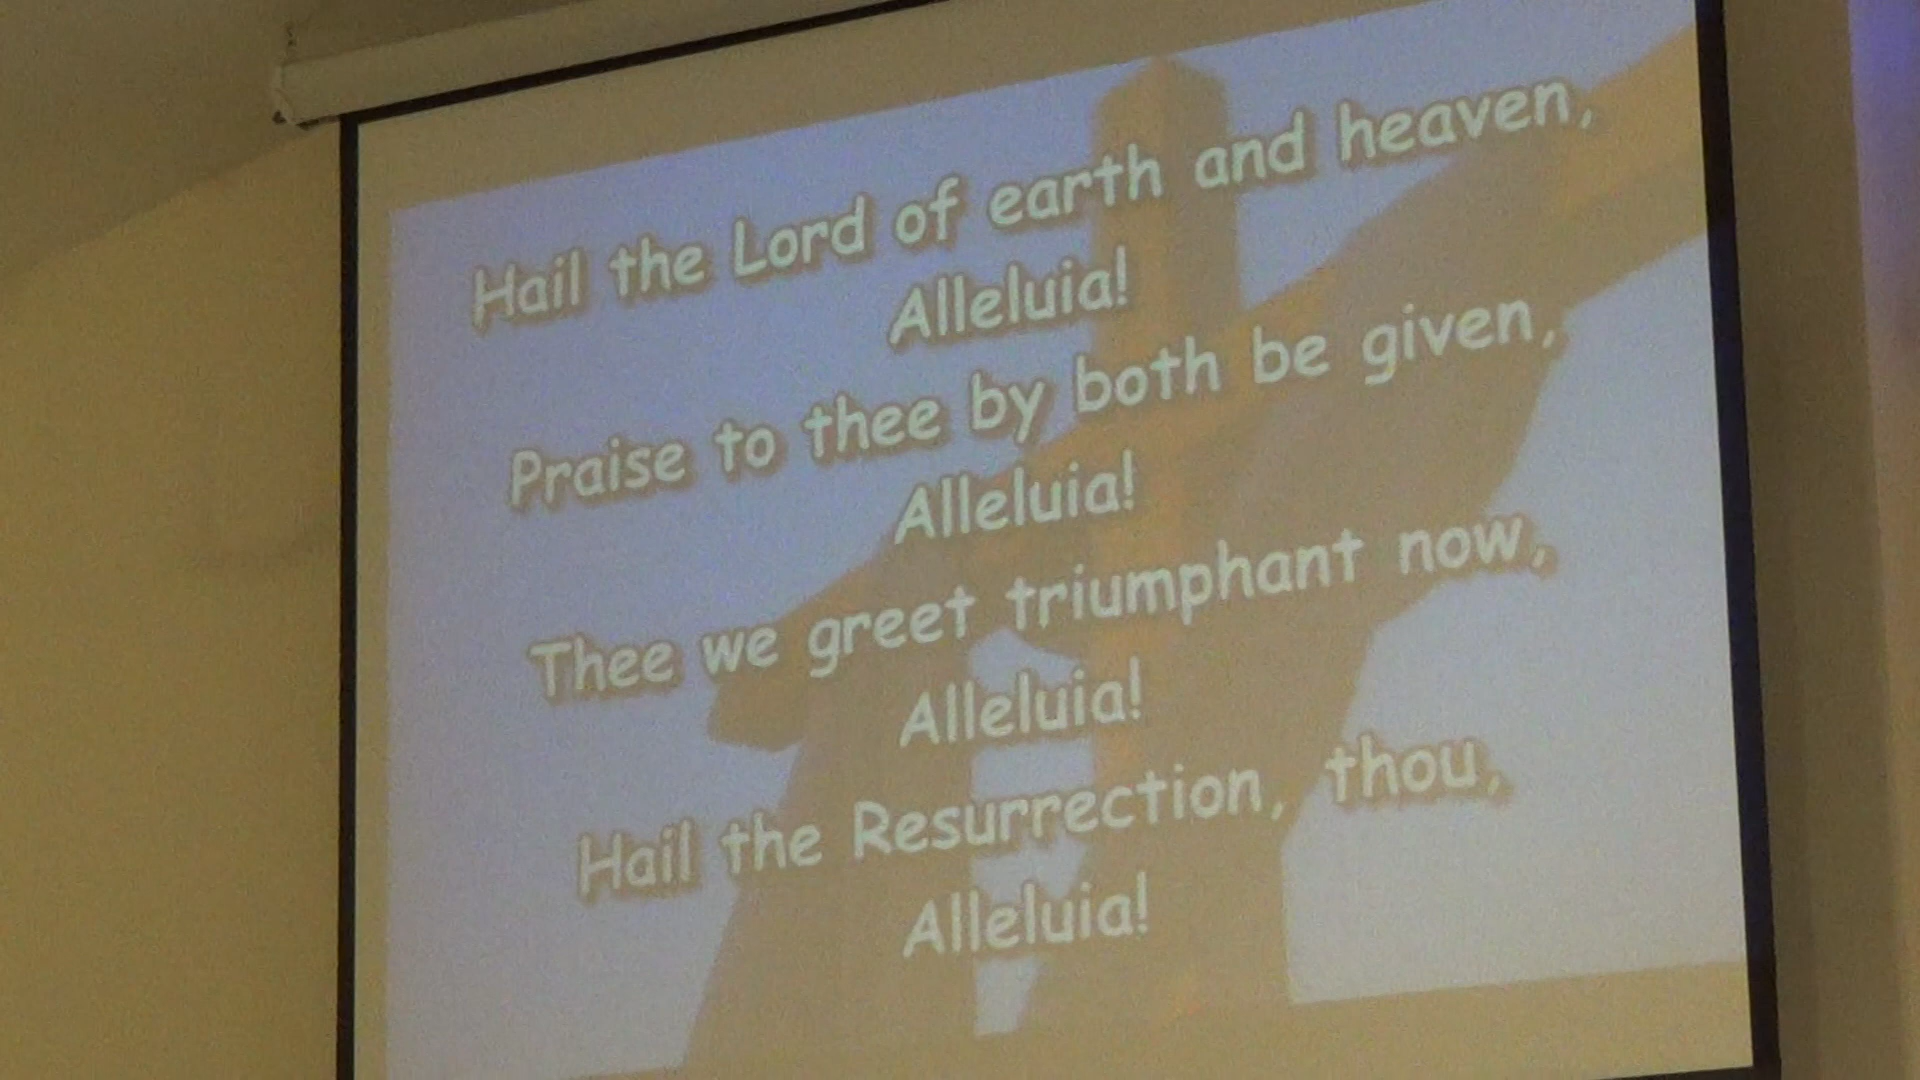 Hail the Lord of earth and heaven,
Alleluia!
Praise to thee by both be given,
Alleluia!
Thee we greet triumphant now,
Alleluia!
Hail the Resurrection, thou,
Alleluia!